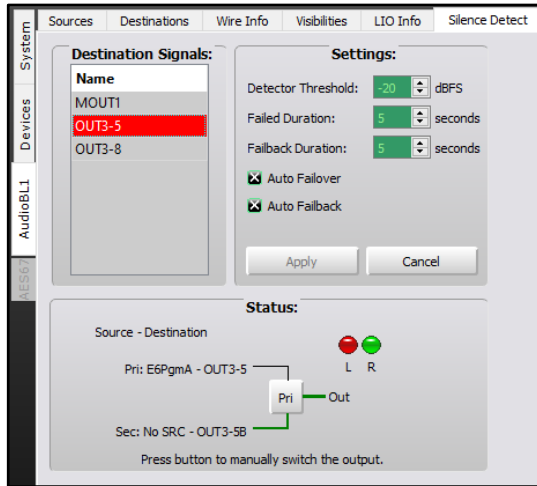 Sources Destinations Wire Info Visibilities LIO Info Silence Detect
System
Devices
AudioBL1
AES67
Destination Signals:
Name
MOUT1
OUT3-5
OUT3-8
Settings:
Detector Threshold: -20 dBFS
Failed Duration: 5 seconds
Failback Duration: 5 seconds
Auto Failover
Auto Failback
Apply Cancel
Status:
Source - Destination
L R
Pri: E6PgmA - OUT3-5
Pri Out
Sec: No SRC - OUT3-5B
Press button to manually switch the output.